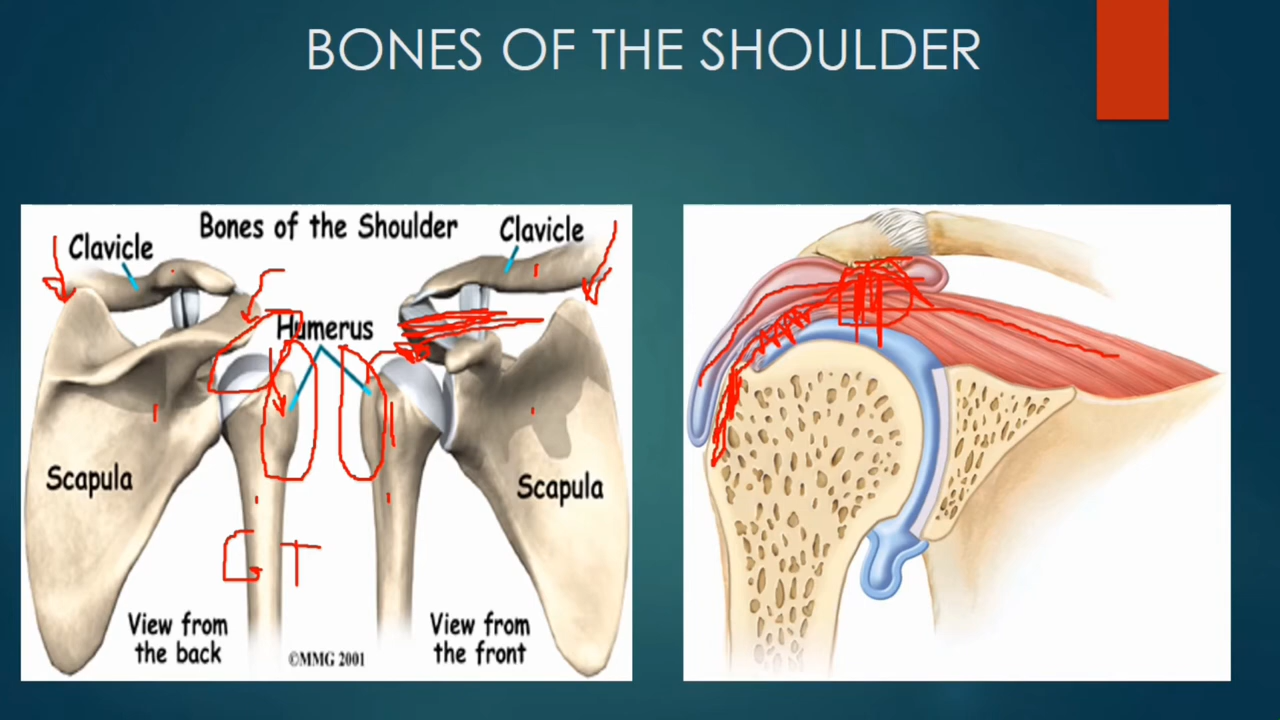 BONES OF THE SHOULDER
Bones of the Shoulder
Clavicle
Clavicle
Humerus
Scapula
Scapula
GT
View from
the back
View from
the front
©MMG 2001